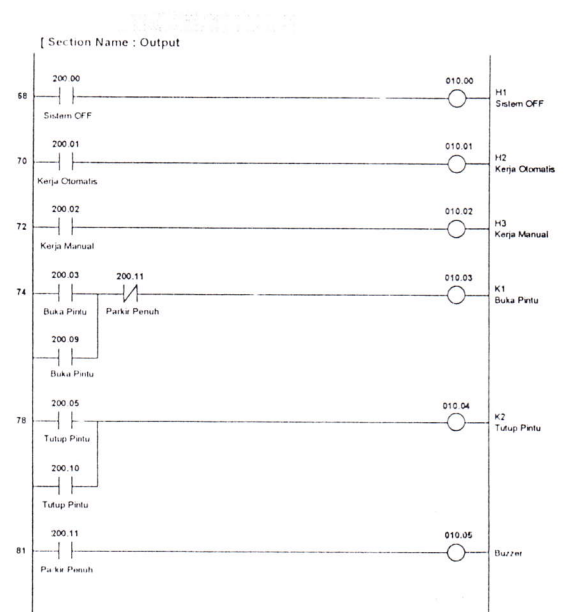 [ Section Name : Output
200.00
010.00
68
H1
Sistem OFF
Sistem OFF
200.01
010.01
70
H2
Kerja Otomatis
Kerja Otomatis
200.02
010.02
72
H3
Kerja Manual
Kerja Manual
200.03
200.11
010.03
74
K1
Buka Pintu
Buka Pintu
Parkir Penuh
200.09
Buka Pintu
200.05
010.04
78
K2
Tutup Pintu
Tutup Pintu
200.10
Tutup Pintu
200.11
010.05
81
Buzzer
Parkir Penuh